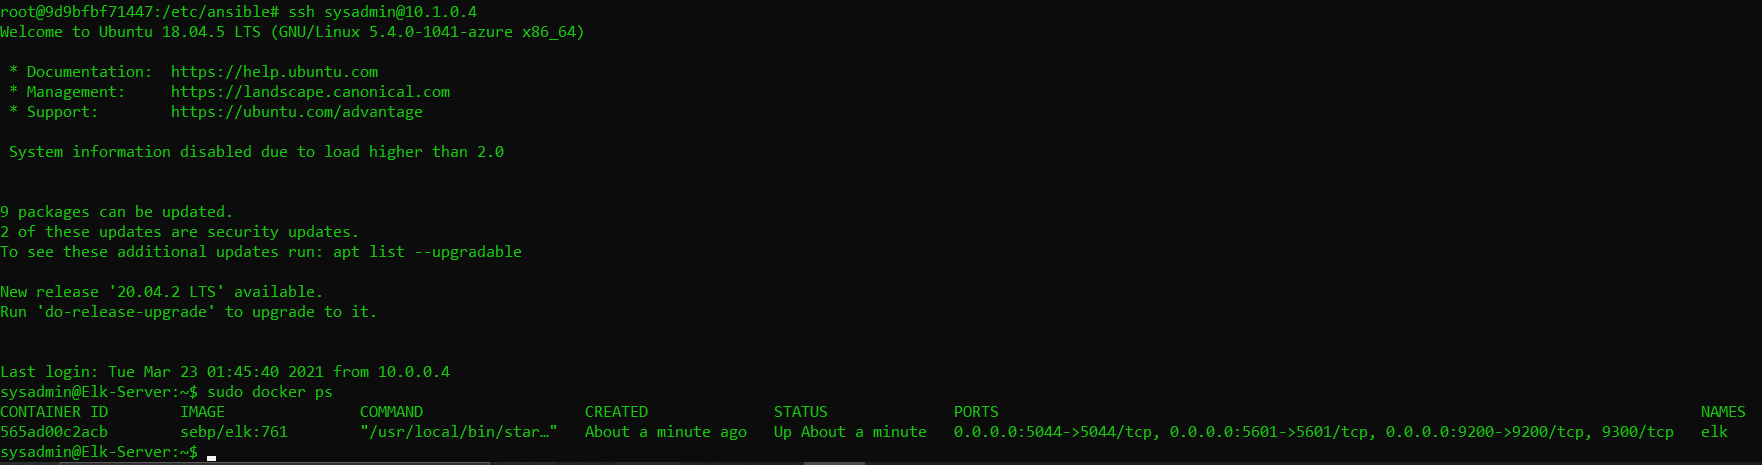 root@9d9bfbf71447:/etc/ansible# ssh sysadmin@10.1.0.4
Welcome to Ubuntu 18.04.5 LTS (GNU/Linux 5.4.0-1041-azure x86_64)
* Documentation:  https://help.ubuntu.com
* Management:     https://landscape.canonical.com
* Support:        https://ubuntu.com/advantage
System information disabled due to load higher than 2.0
9 packages can be updated.
2 of these updates are security updates.
To see these additional updates run: apt list --upgradable
New release '20.04.2 LTS' available.
Run 'do-release-upgrade' to upgrade to it.
Last login: Tue Mar 23 01:45:40 2021 from 10.0.0.4
sysadmin@Elk-Server:~$ sudo docker ps
CONTAINER ID        IMAGE               COMMAND                  CREATED              STATUS              PORTS                                                                              NAMES
565ad00c2acb        sebp/elk:761        "/usr/local/bin/star…"   About a minute ago   Up About a minute   0.0.0.0:5044->5044/tcp, 0.0.0.0:5601->5601/tcp, 0.0.0.0:9200->9200/tcp, 9300/tcp   elk
sysadmin@Elk-Server:~$